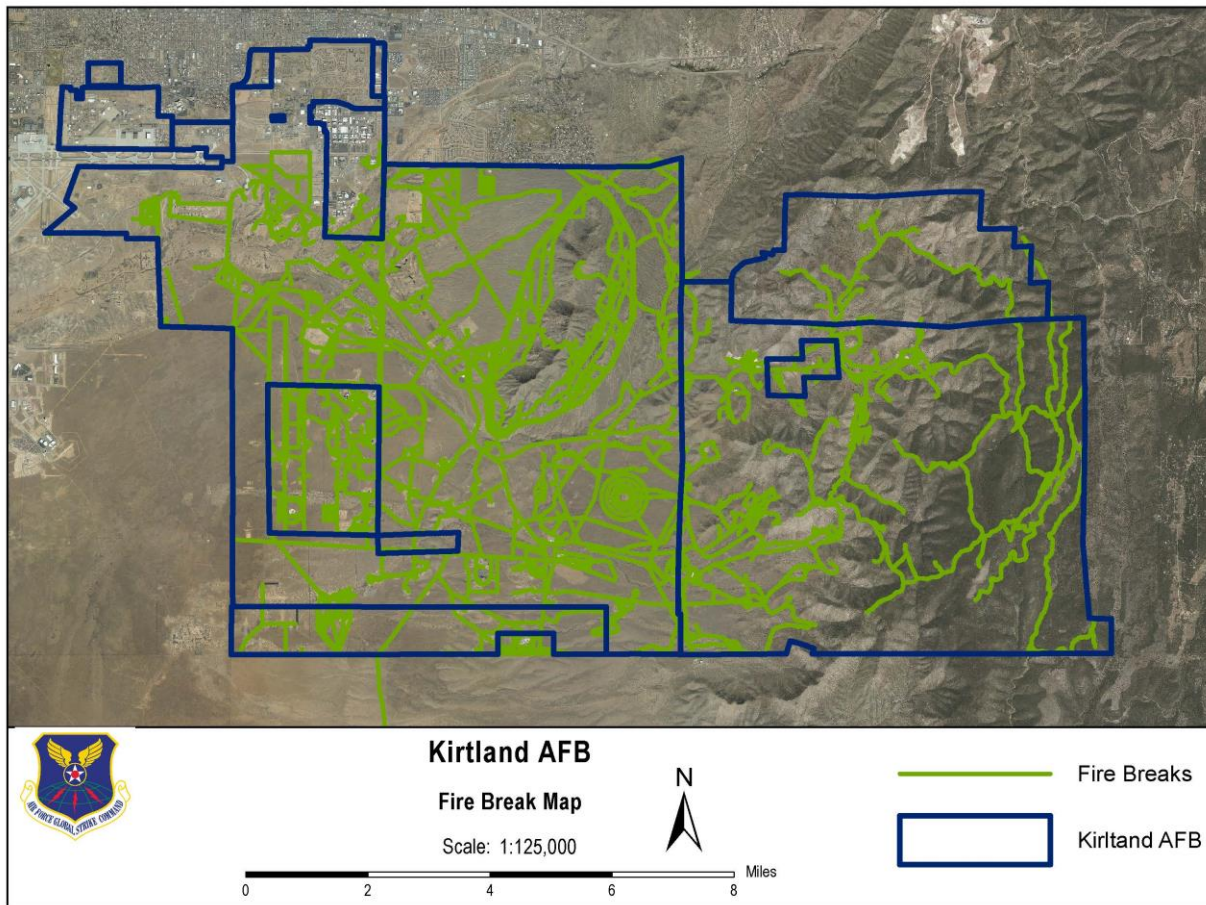 Kirtland AFB
Fire Break Map
Scale: 1:125,000
N
0 2 4 6 8 Miles
Fire Breaks
Kirltand AFB
AIR FORCE GLOBAL STRIKE COMMAND